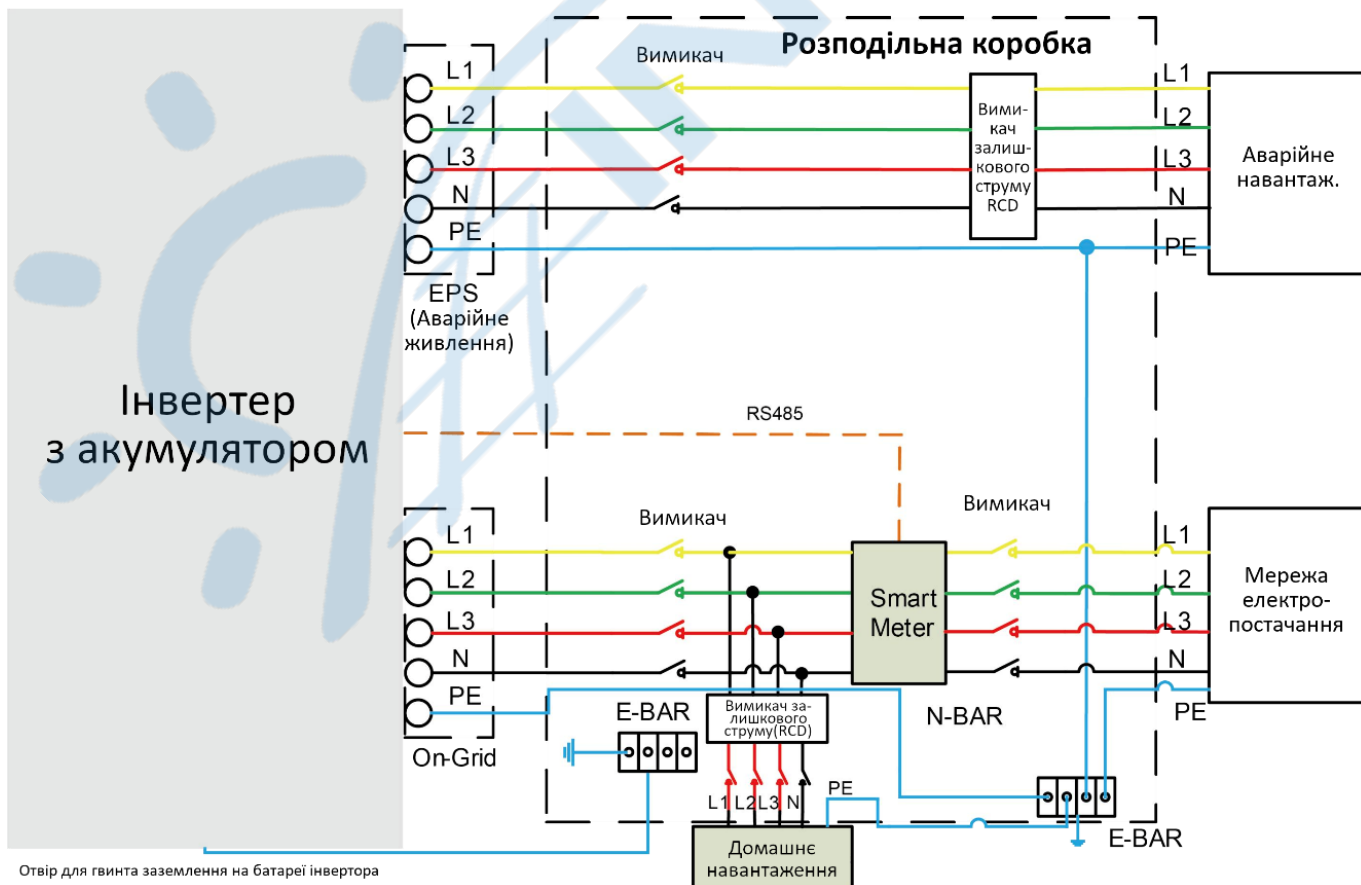 Розподільна коробка
Вимикач
L1
L2
L3
N
PE
EPS
(Аварійне
живлення)
Вими-
кач
залиш-
кового
струму
RCD
L1
L2
L3
N
PE
Аварійне
навантаж.
Інвертер
з акумулятором
RS485
Вимикач
Вимикач
L1
L2
L3
N
PE
On-Grid
Smart
Meter
L1
L2
L3
N
PE
Мережа
електро-
постачання
E-BAR
Вимикач за-
лишкового
струму(RCD)
N-BAR
L1 L2 L3 N
PE
E-BAR
Домашнє
навантаження
Отвір для гвинта заземлення на батареї інвертора